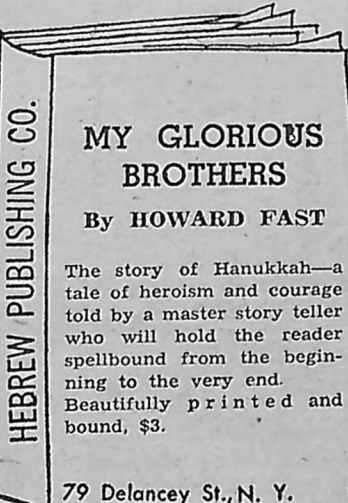 HEBREW PUBLISHING CO.
MY GLORIOUS
BROTHERS
By HOWARD FAST
The story of Hanukkah—a
tale of heroism and courage
told by a master story teller
who will hold the reader
spellbound from the begin-
ning to the very end.
Beautifully printed and
bound, $3.
79 Delancey St., N. Y.